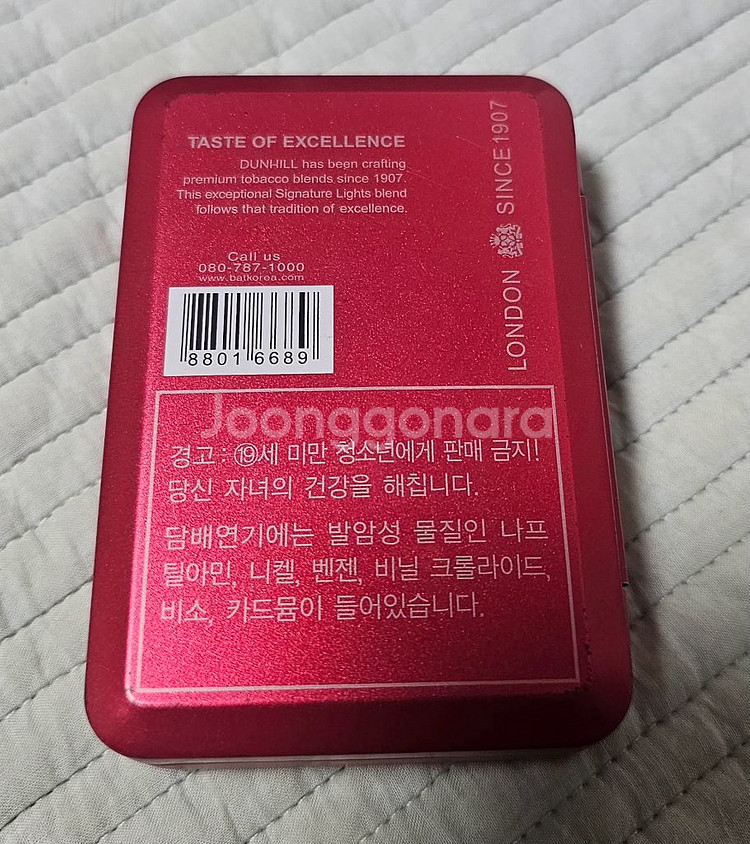 TASTE OF EXCELLENCE
DUNHILL has been crafting
premium tobacco blends since 1907.
This exceptional Signature Lights blend
follows that tradition of excellence.
LONDON SINCE 1907
Call us
080-787-1000
www.batkorea.com
8801 6689
Joonggonara
경고 : ⑲세 미만 청소년에게 판매 금지!
당신 자녀의 건강을 해칩니다.
담배연기에는 발암성 물질인 나프
틸아민, 니켈, 벤젠, 비닐 크롤라이드,
비소, 카드뮴이 들어있습니다.